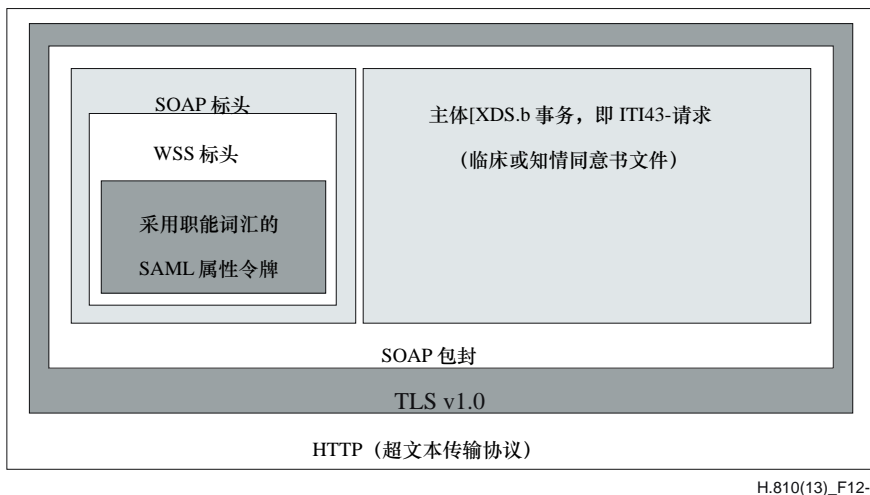 SOAP 标头
WSS 标头
采用职能词汇的
SAML 属性令牌
主体[XDS.b 事务，即 ITI43-请求
（临床或知情同意书文件）
SOAP 包封
TLS v1.0
HTTP（超文本传输协议）
H.810(13)_F12-